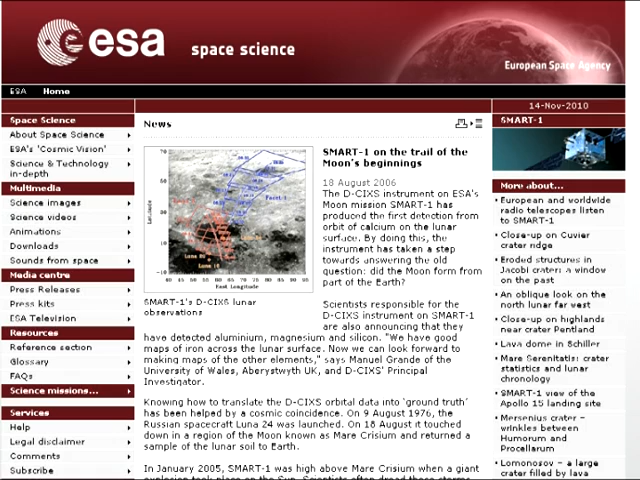 esa space science
European Space Agency
ESA Home
14-Nov-2010
Space Science
About Space Science
ESA's 'Cosmic Vision'
Science & Technology
in-depth
Multimedia
Science images
Science videos
Animations
Downloads
Sounds from space
Media centre
Press Releases
Press kits
ESA Television
Resources
Reference section
Glossary
FAQs
Science missions...
Services
Help
Legal disclaimer
Comments
Subscribe
News
Latitude
East Longitude
SMART-1's D-CIXS lunar
observations
SMART-1 on the trail of the
Moon's beginnings
18 August 2006
The D-CIXS instrument on ESA's
Moon mission SMART-1 has
produced the first detection from
orbit of calcium on the lunar
surface. By doing this, the
instrument has taken a step
towards answering the old
question: did the Moon form from
part of the Earth?
Scientists responsible for the
D-CIXS instrument on SMART-1
are also announcing that they
have detected aluminium, magnesium and silicon. "We have good
maps of iron across the lunar surface. Now we can look forward to
making maps of the other elements," says Manuel Grande of the
University of Wales, Aberystwyth UK, and D-CIXS' Principal
Investigator.
Knowing how to translate the D-CIXS orbital data into 'ground truth'
has been helped by a cosmic coincidence. On 9 August 1976, the
Russian spacecraft Luna 24 was launched. On 18 August it touched
down in a region of the Moon known as Mare Crisium and returned a
sample of the lunar soil to Earth.
In January 2005, SMART-1 was high above Mare Crisium when a giant
explosion took place on the Sun. Scientists often dread these storms
SMART-1
More about...
European and worldwide
radio telescopes listen
to SMART-1
Close-up on Cuvier
crater ridge
Eroded structures in
Jacobi crater: a window
on the past
An oblique look on the
north lunar far west
Close-up on highlands
near crater Pentland
Lava dome in Schiller
Mare Serenitatis: crater
statistics and lunar
chronology
SMART-1 view of the
Apollo 15 landing site
Mersenius crater -
wrinkles between
Humorum and
Procellarum
Lomonosov - a large
crater filled by lava